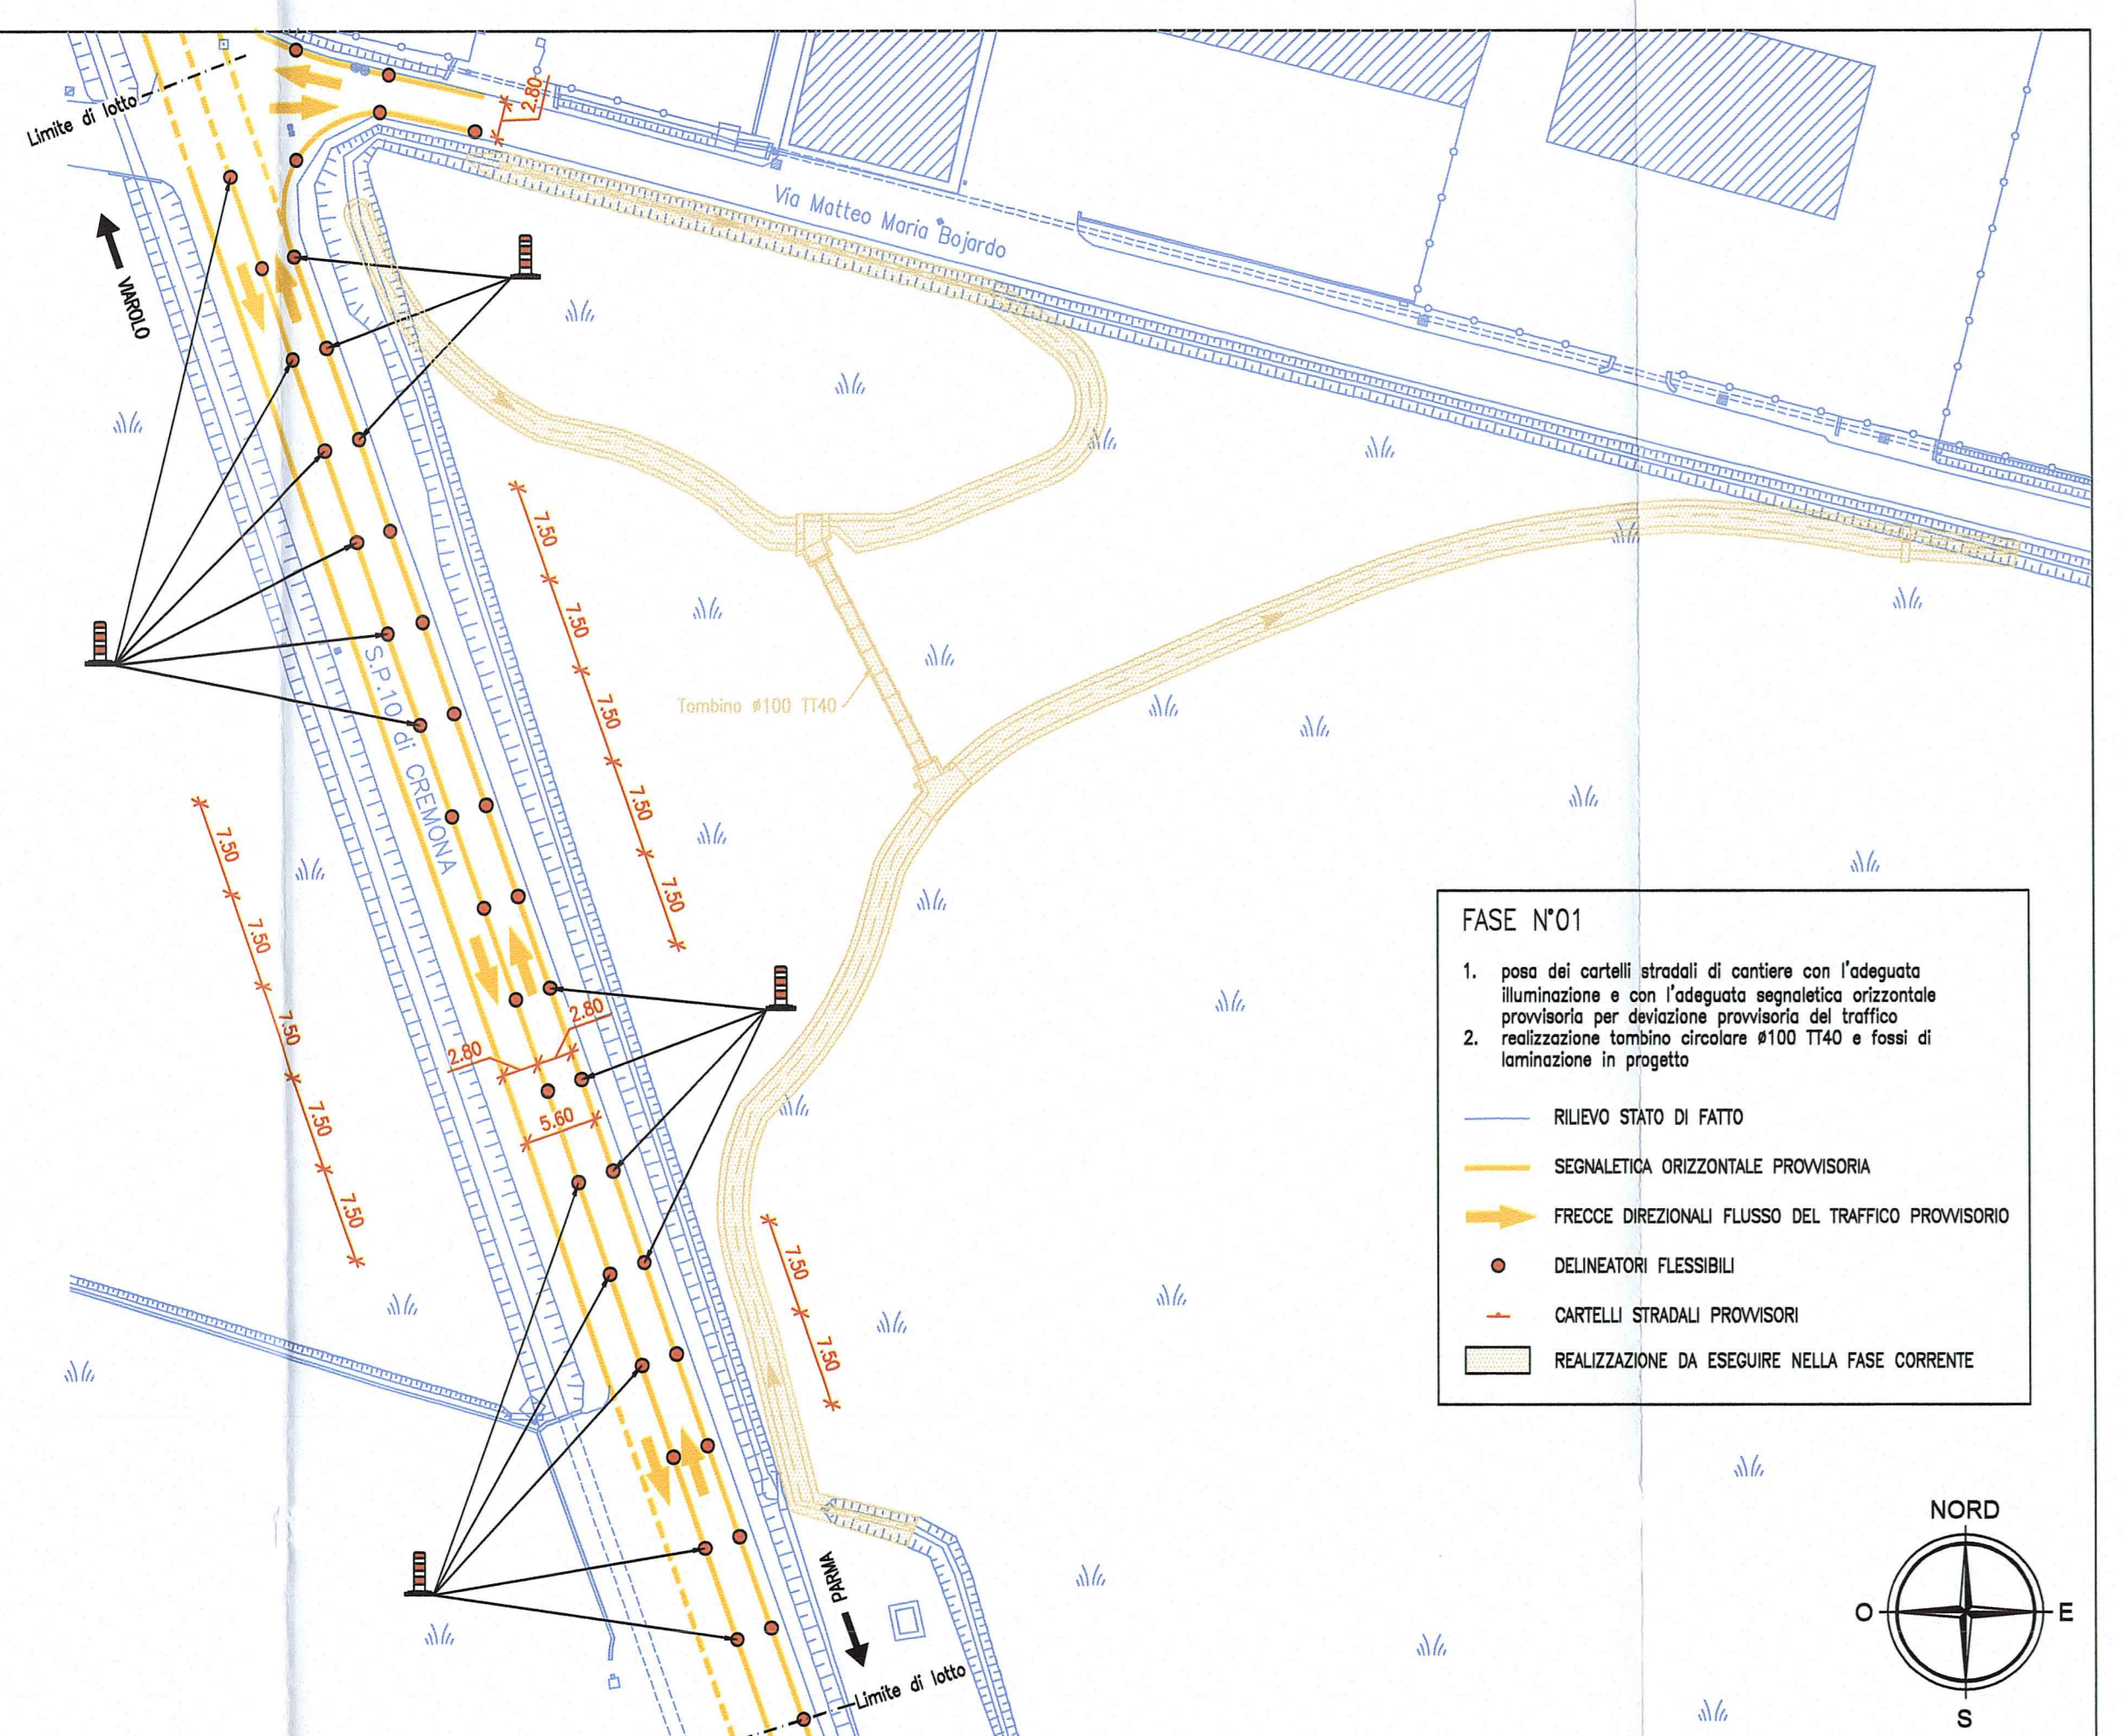 Limite di lotto
2.80
Via Matteo Maria Bojardo
VIAROLO
7.50
7.50
7.50
7.50
7.50
S.P.10 di CREMONA
Tombino ø100 TT40
7.50
7.50
7.50
7.50
7.50
2.80
2.80
5.60
7.50
7.50
PARMA
Limite di lotto
FASE N°01
1. posa dei cartelli stradali di cantiere con l'adeguata
illuminazione e con l'adeguata segnaletica orizzontale
provvisoria per deviazione provvisoria del traffico
2. realizzazione tombino circolare ø100 TT40 e fossi di
laminazione in progetto
RILIEVO STATO DI FATTO
SEGNALETICA ORIZZONTALE PROVVISORIA
FRECCE DIREZIONALI FLUSSO DEL TRAFFICO PROVVISORIO
DELINEATORI FLESSIBILI
CARTELLI STRADALI PROVVISORI
REALIZZAZIONE DA ESEGUIRE NELLA FASE CORRENTE
NORD
O
E
S